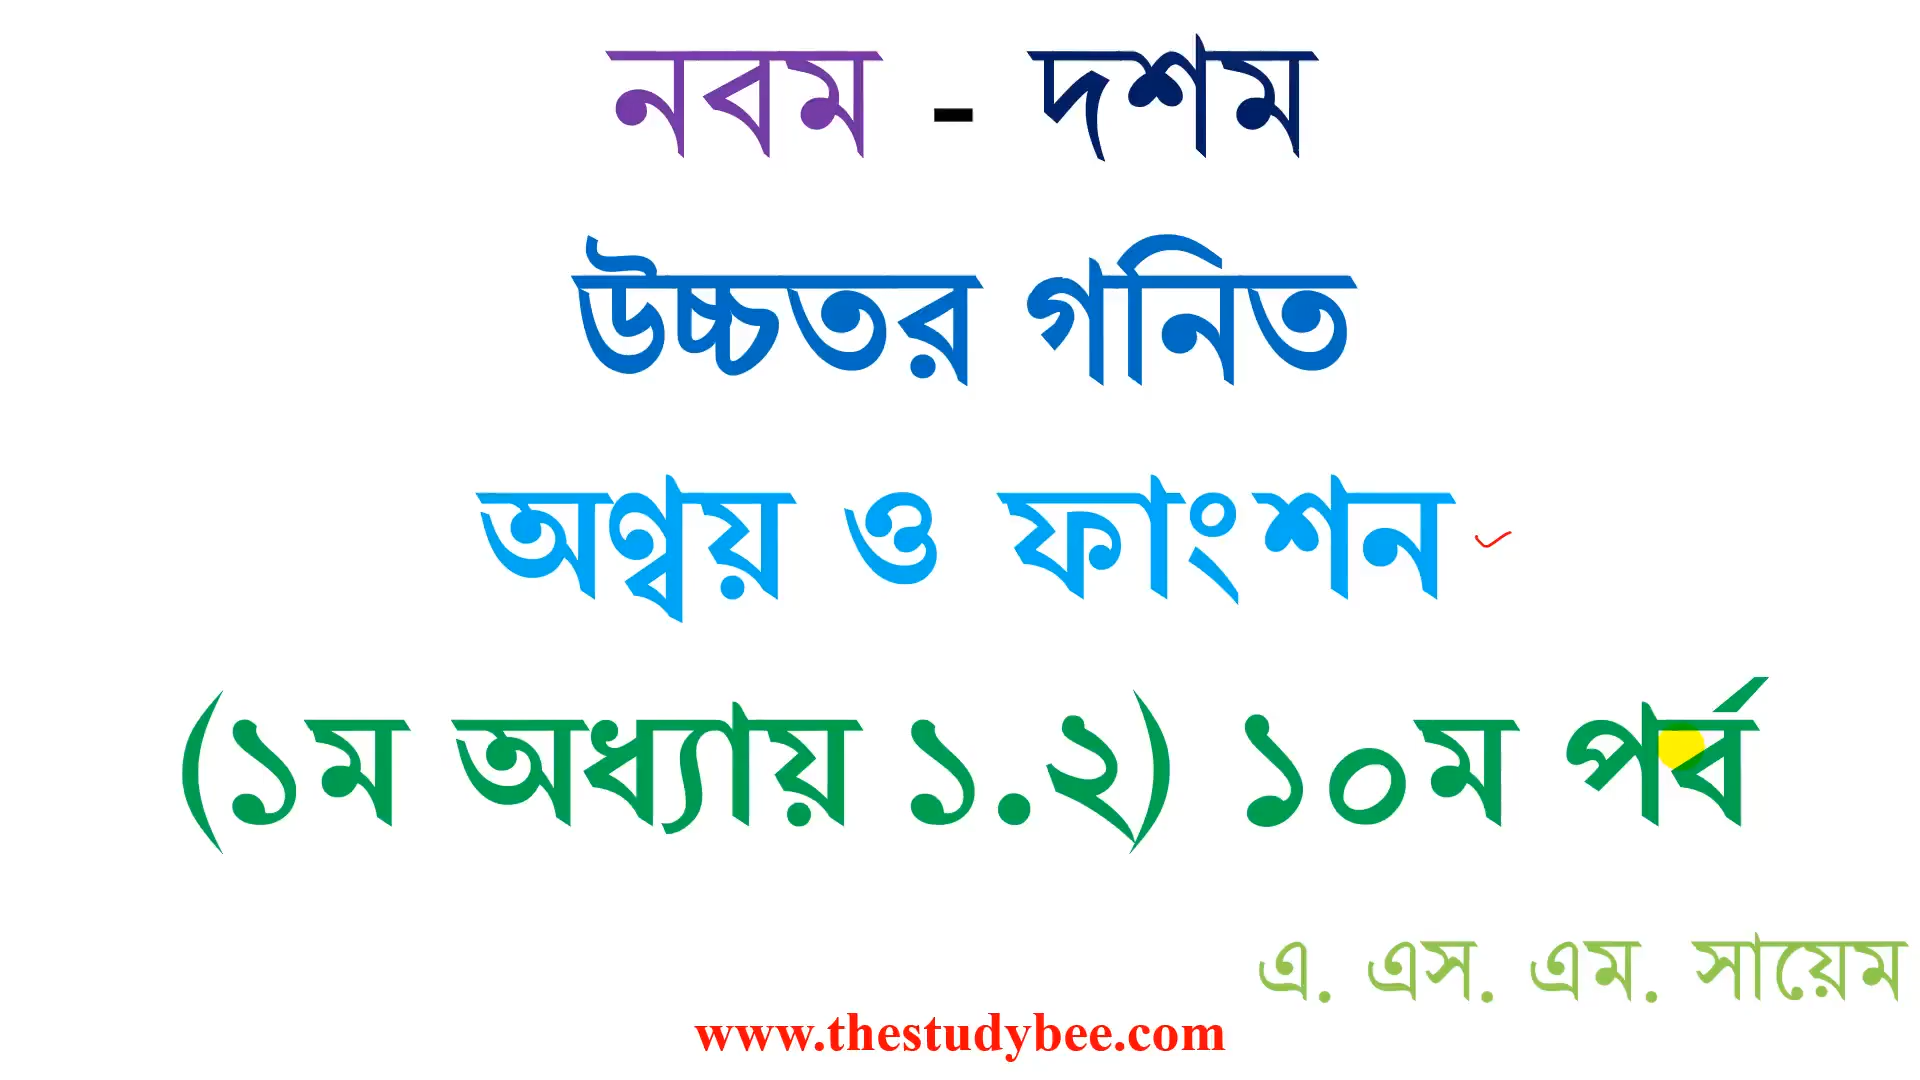 নবম - দশম
উচ্চতর গনিত
অণ্বয় ও ফাংশন
(১ম অধ্যায় ১.২) ১০ম পর্ব
এ. এস. এম. সায়েম
www.thestudybee.com